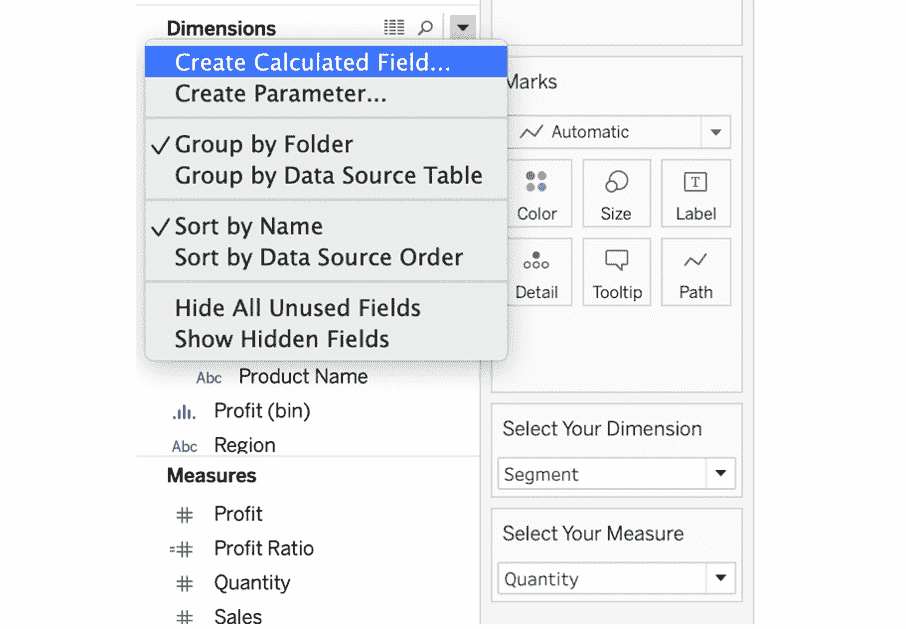 Dimensions
Create Calculated Field...
Create Parameter...
Group by Folder
Group by Data Source Table
Sort by Name
Sort by Data Source Order
Hide All Unused Fields
Show Hidden Fields
Abc Product Name
Profit (bin)
Abc Region
Measures
# Profit
=# Profit Ratio
# Quantity
# Sales
Marks
Automatic
Color Size T Label
Detail Tooltip Path
Select Your Dimension
Segment
Select Your Measure
Quantity